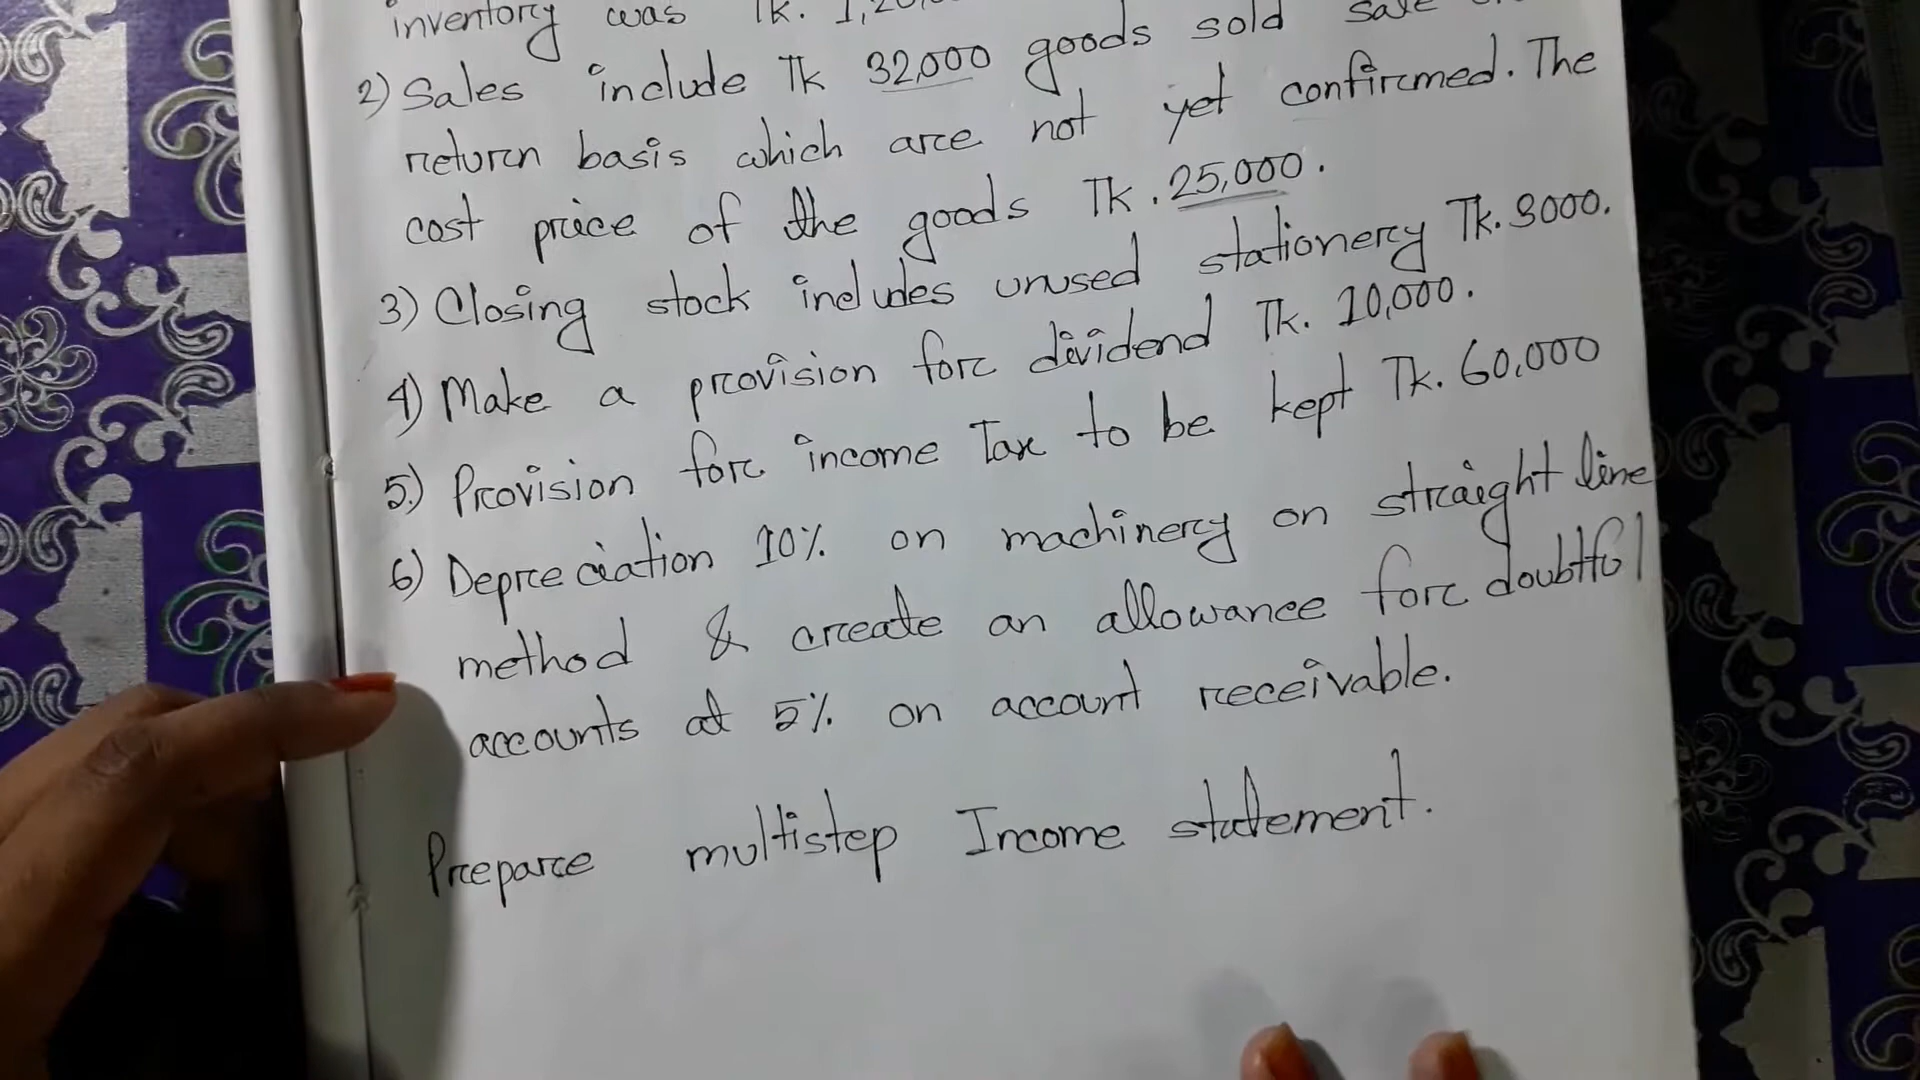 inventory was Tk.
2) Sales include Tk 32,000 goods sold sale
return basis which are not yet confirmed. The
cost price of the goods Tk. 25,000.
3) Closing stock includes unused stationery Tk. 3000.
4) Make a provision for dividend Tk. 10,000.
5.) Provision for income Tax to be kept Tk. 60,000
6) Depreciation 10% on machinery on straight line
method & create an allowance for doubtful
accounts at 5% on account receivable.
Prepare multistep Income statement.